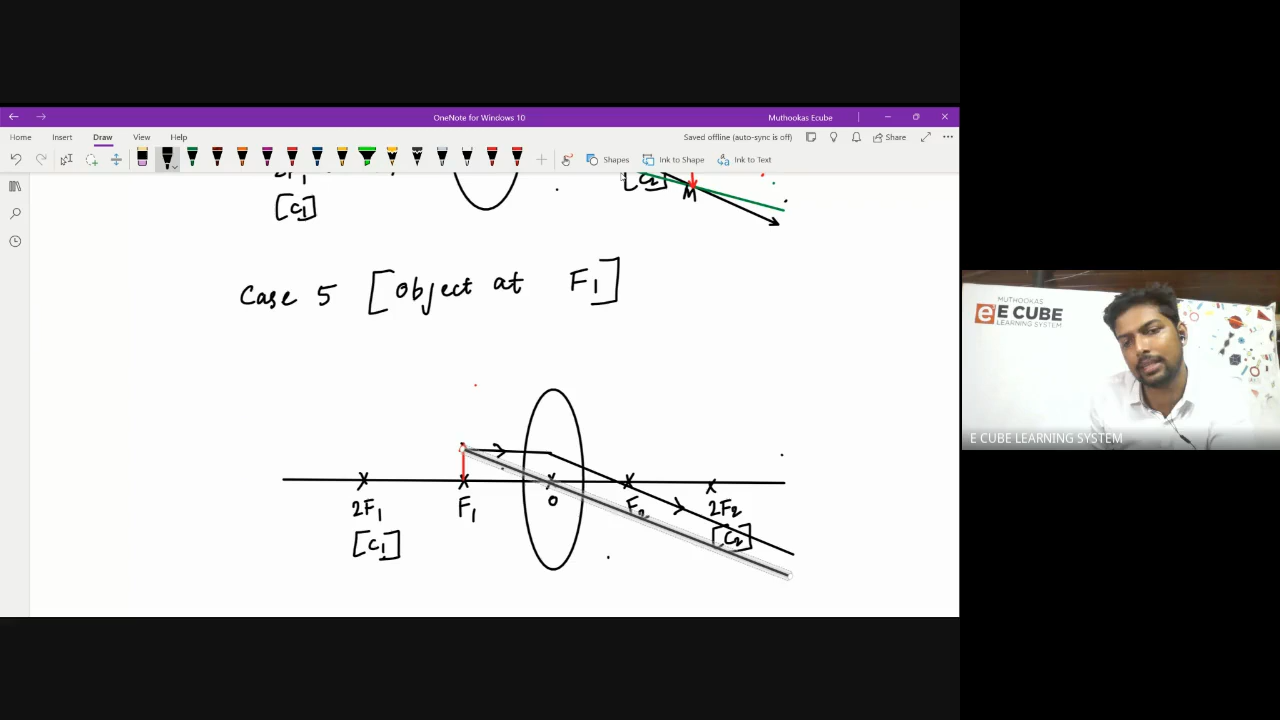 OneNote for Windows 10
Muthookas Ecube
Home Insert Draw View Help
Saved offline (auto-sync is off) Share
Shapes Ink to Shape Ink to Text
2F1
[C1]
[C2]
M
Case 5 [Object at F1]
2F1 F1 O F2 2F2
[C1] [C2]
MUTHOOKAS
e E CUBE
LEARNING SYSTEM
E CUBE LEARNING SYSTEM